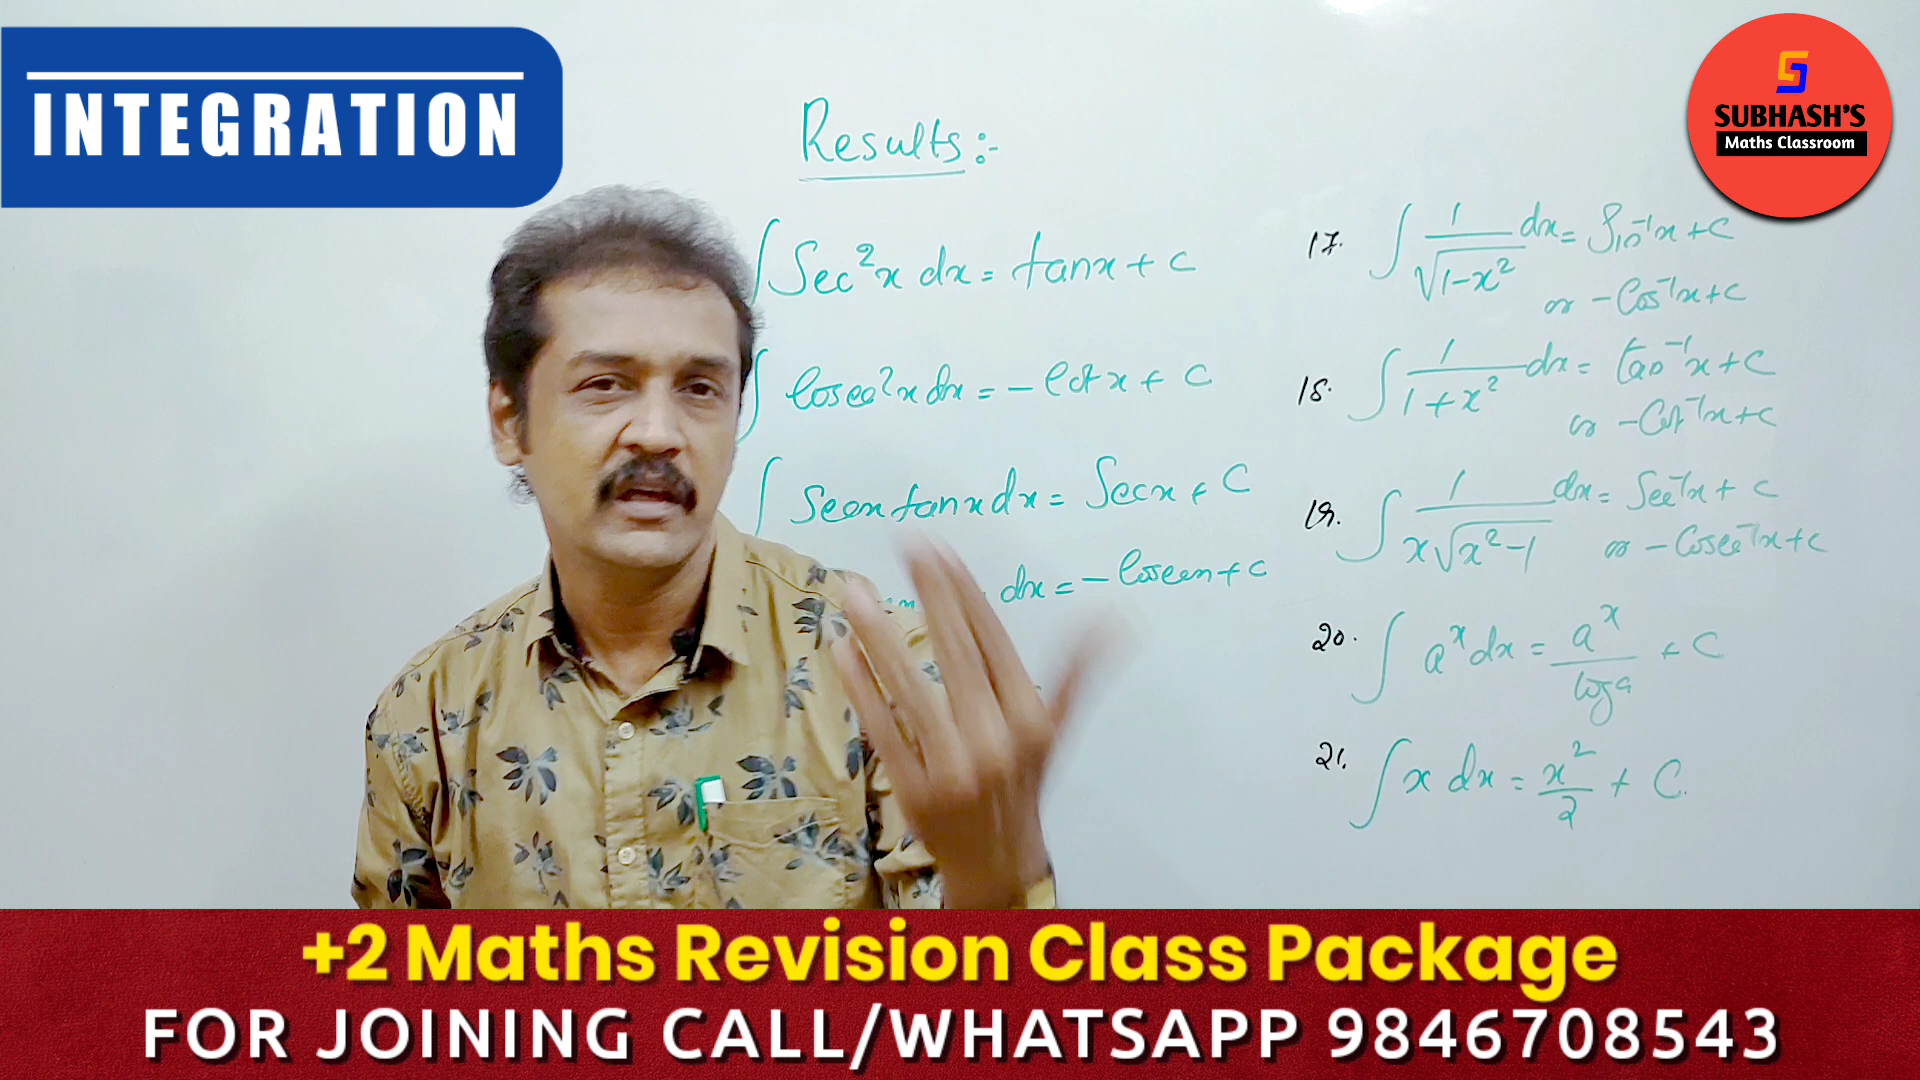 INTEGRATION
SUBHASH'S
Maths Classroom
Results :-
∫ Sec²x dx = tanx + C
∫ Cosec²x dx = - Cot x + C
∫ Secx tanx dx = Secx + C
dx = - Cosecx + C
17. ∫ 1/√(1-x²) dx = Sin⁻¹x + C
or - Cos⁻¹x + C
18. ∫ 1/(1+x²) dx = tan⁻¹x + C
or - Cot⁻¹x + C
19. ∫ 1/(x√(x²-1)) dx = Sec⁻¹x + C
or - Cosec⁻¹x + C
20. ∫ aˣ dx = aˣ/log a + C
21. ∫ x dx = x²/2 + C.
+2 Maths Revision Class Package
FOR JOINING CALL/WHATSAPP 9846708543